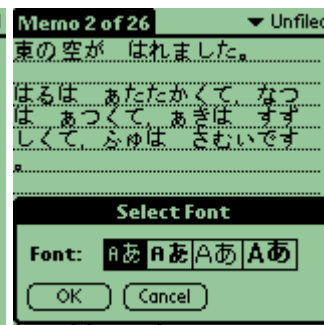 Memo 2 of 26 ▼ Unfiled
東の空が はれました。
はるは あたたかくて, なつ
は あつくて, あきは すず
しくて, ふゆは さむいです
。
Select Font
Font: Aあ Aあ Aあ Aあ
OK Cancel